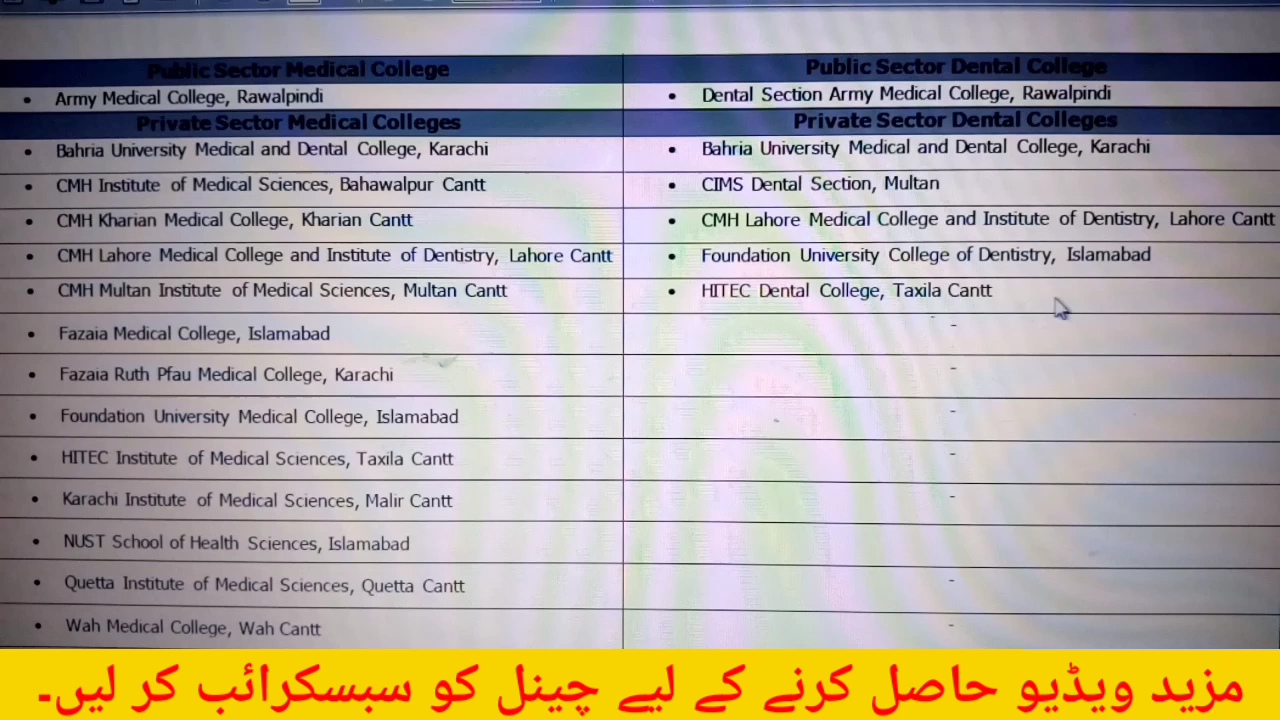 Public Sector Medical College
Public Sector Dental College
• Army Medical College, Rawalpindi
• Dental Section Army Medical College, Rawalpindi
Private Sector Medical Colleges
Private Sector Dental Colleges
• Bahria University Medical and Dental College, Karachi
• Bahria University Medical and Dental College, Karachi
• CMH Institute of Medical Sciences, Bahawalpur Cantt
• CIMS Dental Section, Multan
• CMH Kharian Medical College, Kharian Cantt
• CMH Lahore Medical College and Institute of Dentistry, Lahore Cantt
• CMH Lahore Medical College and Institute of Dentistry, Lahore Cantt
• Foundation University College of Dentistry, Islamabad
• CMH Multan Institute of Medical Sciences, Multan Cantt
• HITEC Dental College, Taxila Cantt
• Fazaia Medical College, Islamabad
-
• Fazaia Ruth Pfau Medical College, Karachi
-
• Foundation University Medical College, Islamabad
-
• HITEC Institute of Medical Sciences, Taxila Cantt
-
• Karachi Institute of Medical Sciences, Malir Cantt
-
• NUST School of Health Sciences, Islamabad
• Quetta Institute of Medical Sciences, Quetta Cantt
-
• Wah Medical College, Wah Cantt
-
مزید ویڈیو حاصل کرنے کے لیے چینل کو سبسکرائب کر لیں۔